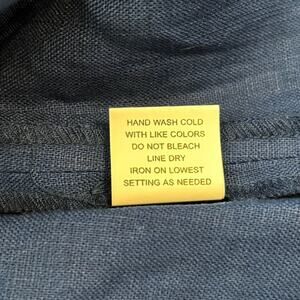 HAND WASH COLD
WITH LIKE COLORS
DO NOT BLEACH
LINE DRY
IRON ON LOWEST
SETTING AS NEEDED